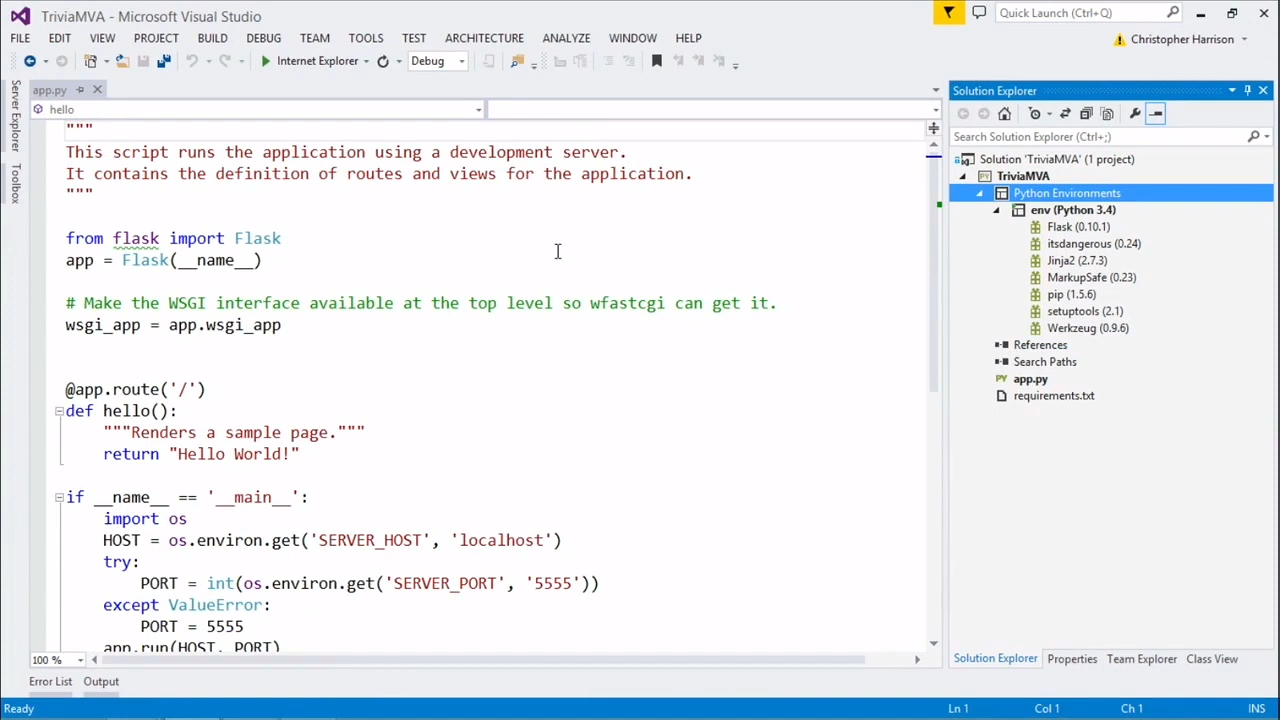 TriviaMVA - Microsoft Visual Studio
Quick Launch (Ctrl+Q)
FILE EDIT VIEW PROJECT BUILD DEBUG TEAM TOOLS TEST ARCHITECTURE ANALYZE WINDOW HELP
Christopher Harrison
Internet Explorer Debug
Server Explorer
Toolbox
app.py
hello
"""
This script runs the application using a development server.
It contains the definition of routes and views for the application.
"""
from flask import Flask
app = Flask(__name__)
# Make the WSGI interface available at the top level so wfastcgi can get it.
wsgi_app = app.wsgi_app
@app.route('/')
def hello():
"""Renders a sample page."""
return "Hello World!"
if __name__ == '__main__':
import os
HOST = os.environ.get('SERVER_HOST', 'localhost')
try:
PORT = int(os.environ.get('SERVER_PORT', '5555'))
except ValueError:
PORT = 5555
app.run(HOST, PORT)
100 %
Solution Explorer
Search Solution Explorer (Ctrl+;)
Solution 'TriviaMVA' (1 project)
PY TriviaMVA
Python Environments
env (Python 3.4)
Flask (0.10.1)
itsdangerous (0.24)
Jinja2 (2.7.3)
MarkupSafe (0.23)
pip (1.5.6)
setuptools (2.1)
Werkzeug (0.9.6)
References
Search Paths
PY app.py
requirements.txt
Solution Explorer Properties Team Explorer Class View
Error List Output
Ready Ln 1 Col 1 Ch 1 INS